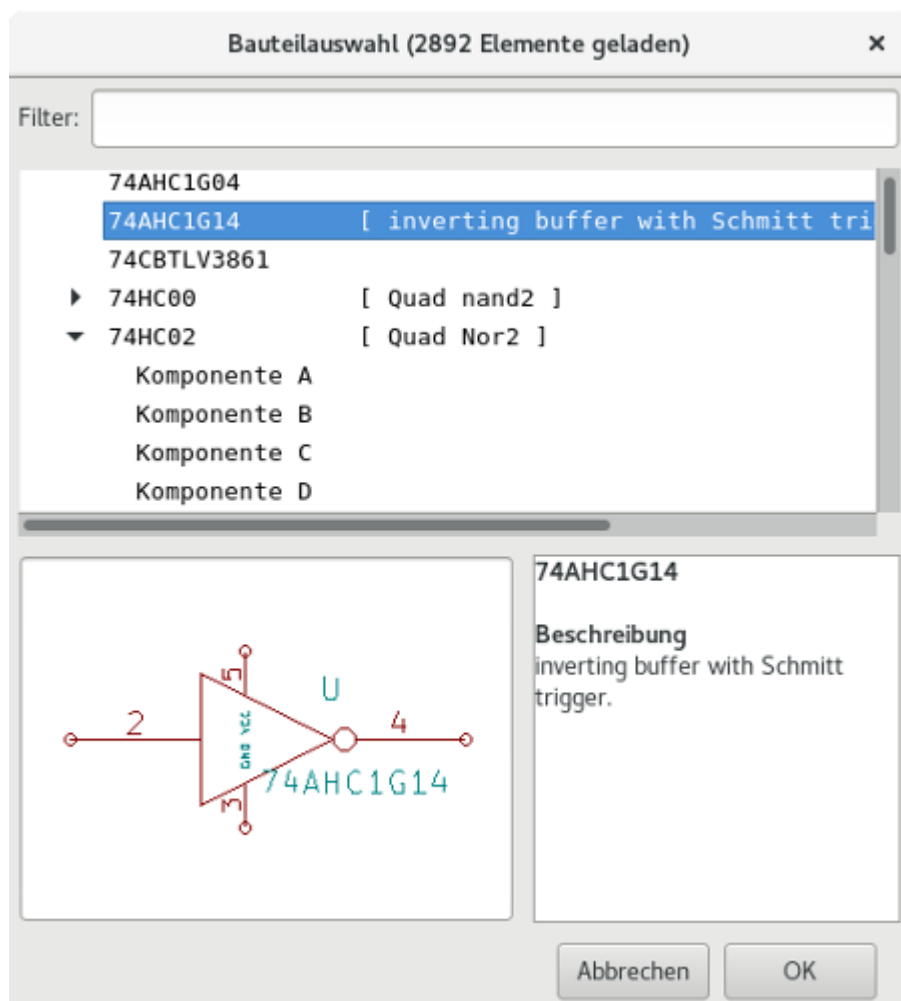 Bauteilauswahl (2892 Elemente geladen)
Filter:
74AHC1G04
74AHC1G14 [ inverting buffer with Schmitt tri
74CBTLV3861
74HC00 [ Quad nand2 ]
74HC02 [ Quad Nor2 ]
Komponente A
Komponente B
Komponente C
Komponente D
74AHC1G14
Beschreibung
inverting buffer with Schmitt
trigger.
5
U
2
GND VCC
4
74AHC1G14
3
Abbrechen OK